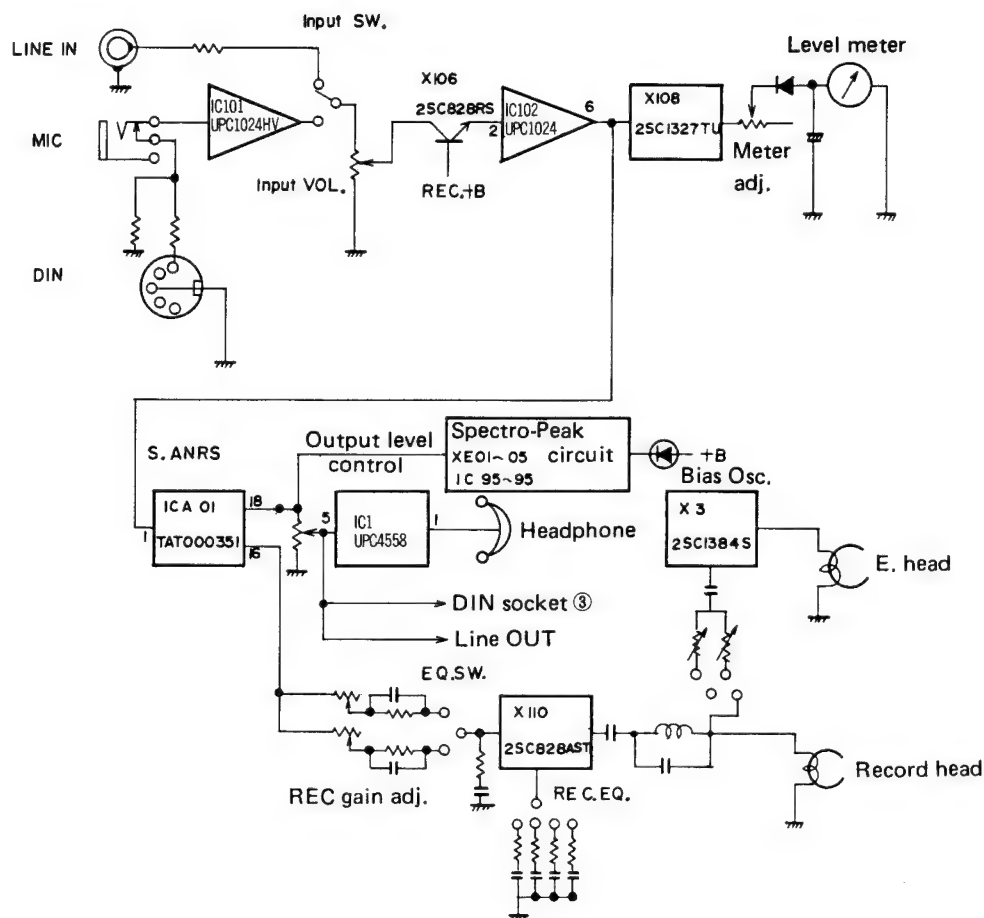 Input SW.
LINE IN
Level meter
X106
2SC828RS
IC101
UPC1024HV
IC102
UPC1024
6
2
X108
2SC1327TU
MIC
Input VOL.
REC.+B
Meter
adj.
DIN
S. ANRS
Output level
control
Spectro-Peak
XE01~05 circuit
IC 95~95
+B
Bias Osc.
ICA 01
TAT000351
1
18
16
5
IC1
UPC4558
1
Headphone
X 3
2SC1384S
E. head
DIN socket ③
Line OUT
EQ.SW.
X110
2SC828AST
REC gain adj.
REC.EQ.
Record head